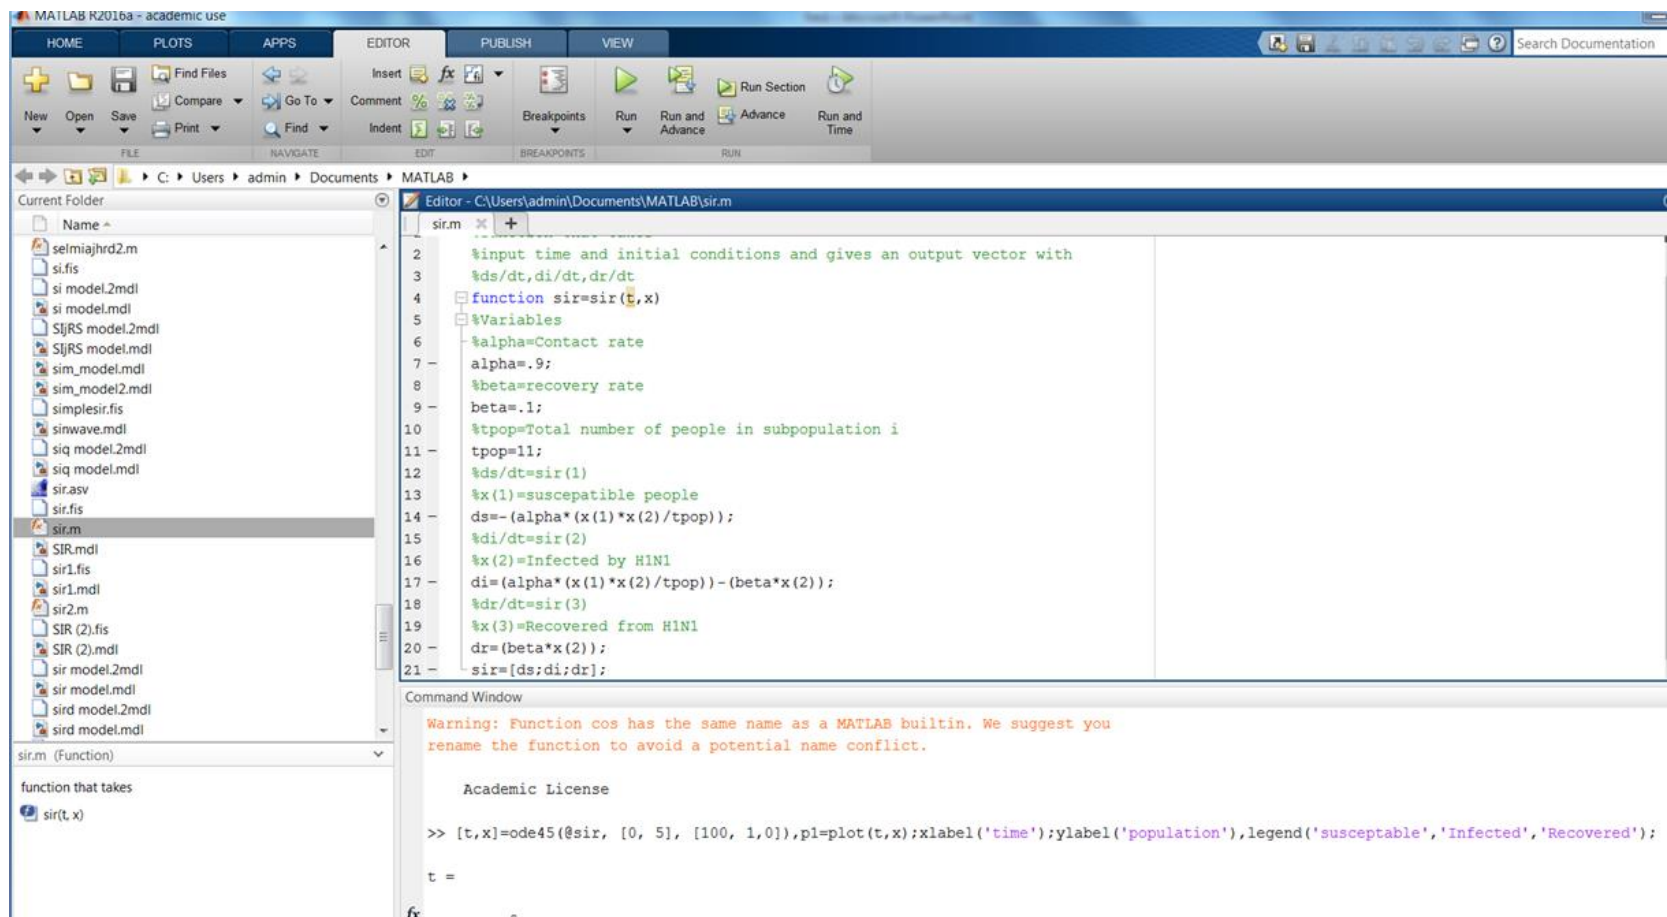 MATLAB R2016a - academic use
HOME PLOTS APPS EDITOR PUBLISH VIEW
Search Documentation
New
Open
Save
Find Files
Compare
Print
Go To
Find
Insert
Comment
Indent
fx
Breakpoints
Run
Run and Advance
Run Section
Advance
Run and Time
FILE NAVIGATE EDIT BREAKPOINTS RUN
C: Users admin Documents MATLAB
Current Folder
Name
selmiajhrd2.m
si.fis
si model.2mdl
si model.mdl
SIjRS model.2mdl
SIjRS model.mdl
sim_model.mdl
sim_model2.mdl
simplesir.fis
sinwave.mdl
siq model.2mdl
siq model.mdl
sir.asv
sir.fis
sir.m
SIR.mdl
sir1.fis
sir1.mdl
sir2.m
SIR (2).fis
SIR (2).mdl
sir model.2mdl
sir model.mdl
sird model.2mdl
sird model.mdl
sir.m (Function)
function that takes
sir(t, x)
Editor - C:\Users\admin\Documents\MATLAB\sir.m
sir.m
2 %input time and initial conditions and gives an output vector with
3 %ds/dt,di/dt,dr/dt
4 function sir=sir(t,x)
5 %Variables
6 %alpha=Contact rate
7 - alpha=.9;
8 %beta=recovery rate
9 - beta=.1;
10 %tpop=Total number of people in subpopulation i
11 - tpop=11;
12 %ds/dt=sir(1)
13 %x(1)=suscepatible people
14 - ds=-(alpha*(x(1)*x(2)/tpop));
15 %di/dt=sir(2)
16 %x(2)=Infected by H1N1
17 - di=(alpha*(x(1)*x(2)/tpop))-(beta*x(2));
18 %dr/dt=sir(3)
19 %x(3)=Recovered from H1N1
20 - dr=(beta*x(2));
21 - sir=[ds;di;dr];
Command Window
Warning: Function cos has the same name as a MATLAB builtin. We suggest you
rename the function to avoid a potential name conflict.
Academic License
>> [t,x]=ode45(@sir, [0, 5], [100, 1,0]),p1=plot(t,x);xlabel('time');ylabel('population'),legend('susceptable','Infected','Recovered');
t =
fx